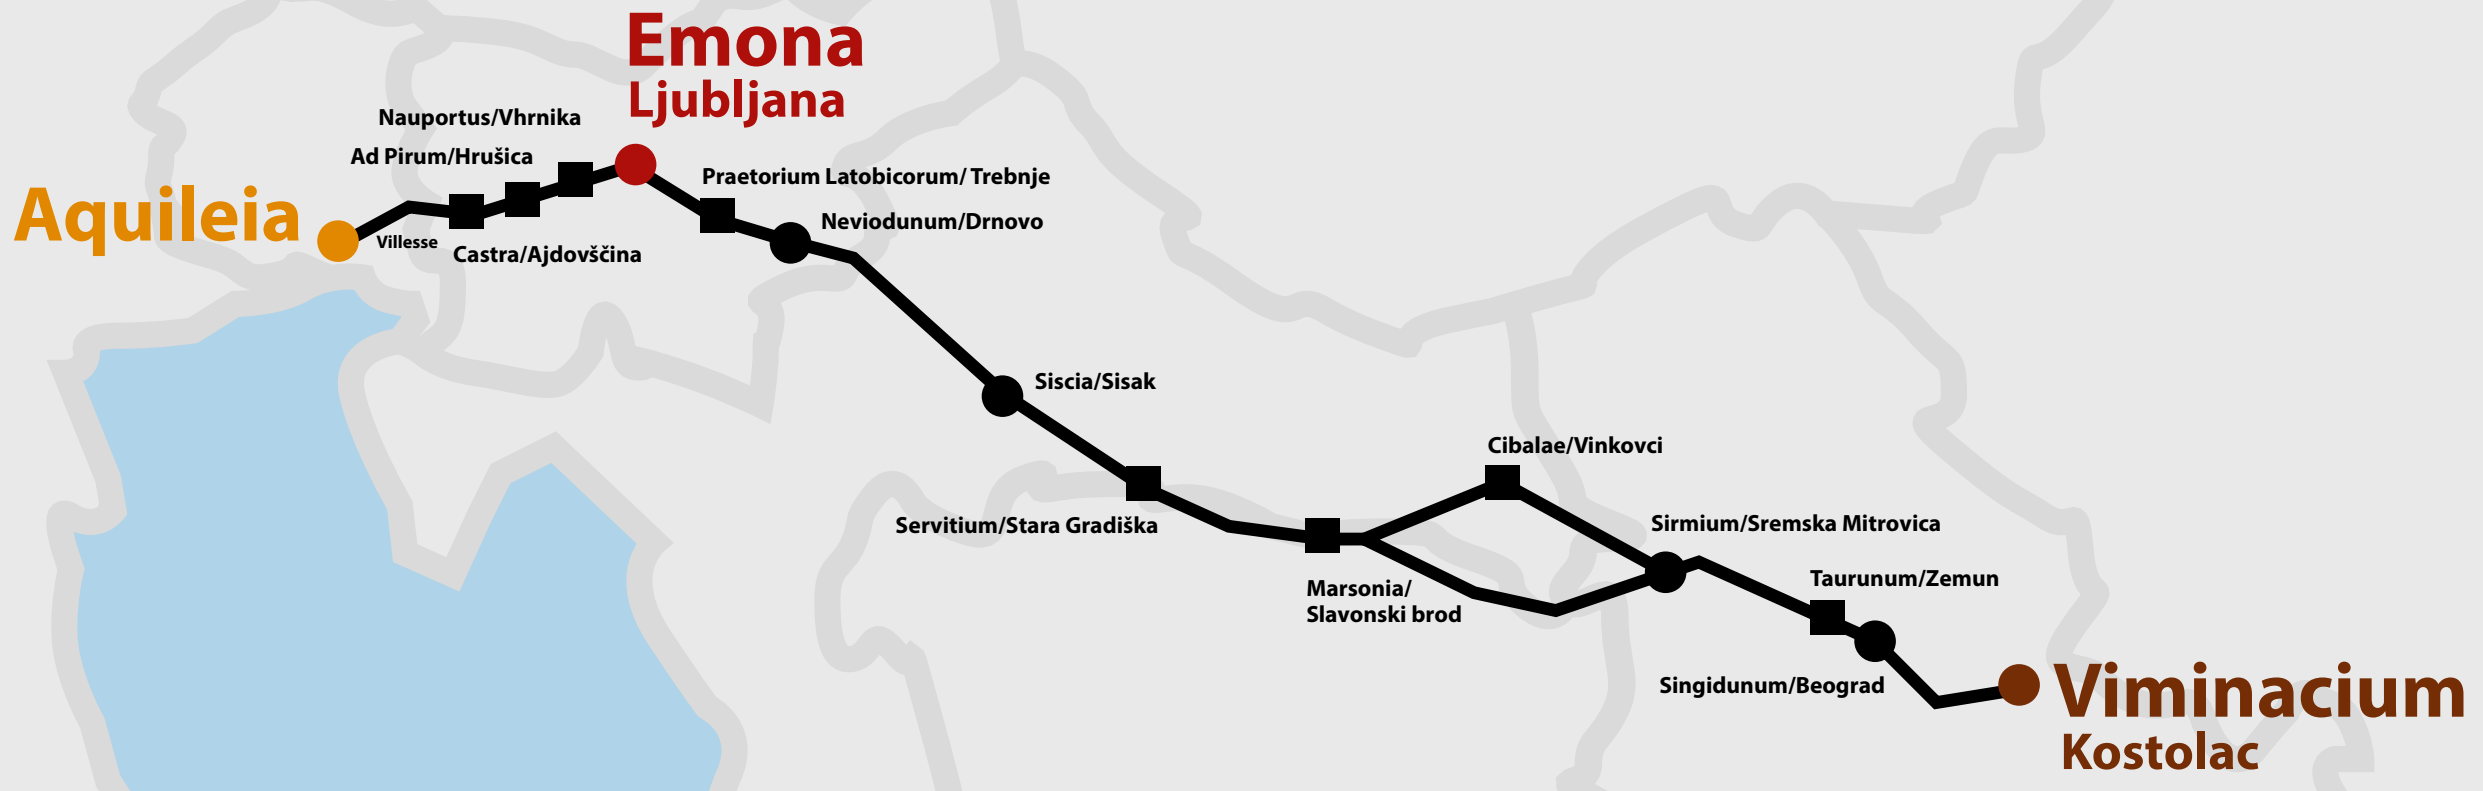 Emona
Ljubljana
Nauportus/Vhrnika
Ad Pirum/Hrušica
Aquileia
Villesse
Castra/Ajdovščina
Praetorium Latobicorum/ Trebnje
Neviodunum/Drnovo
Siscia/Sisak
Servitium/Stara Gradiška
Cibalae/Vinkovci
Marsonia/
Slavonski brod
Sirmium/Sremska Mitrovica
Taurunum/Zemun
Singidunum/Beograd
Viminacium
Kostolac